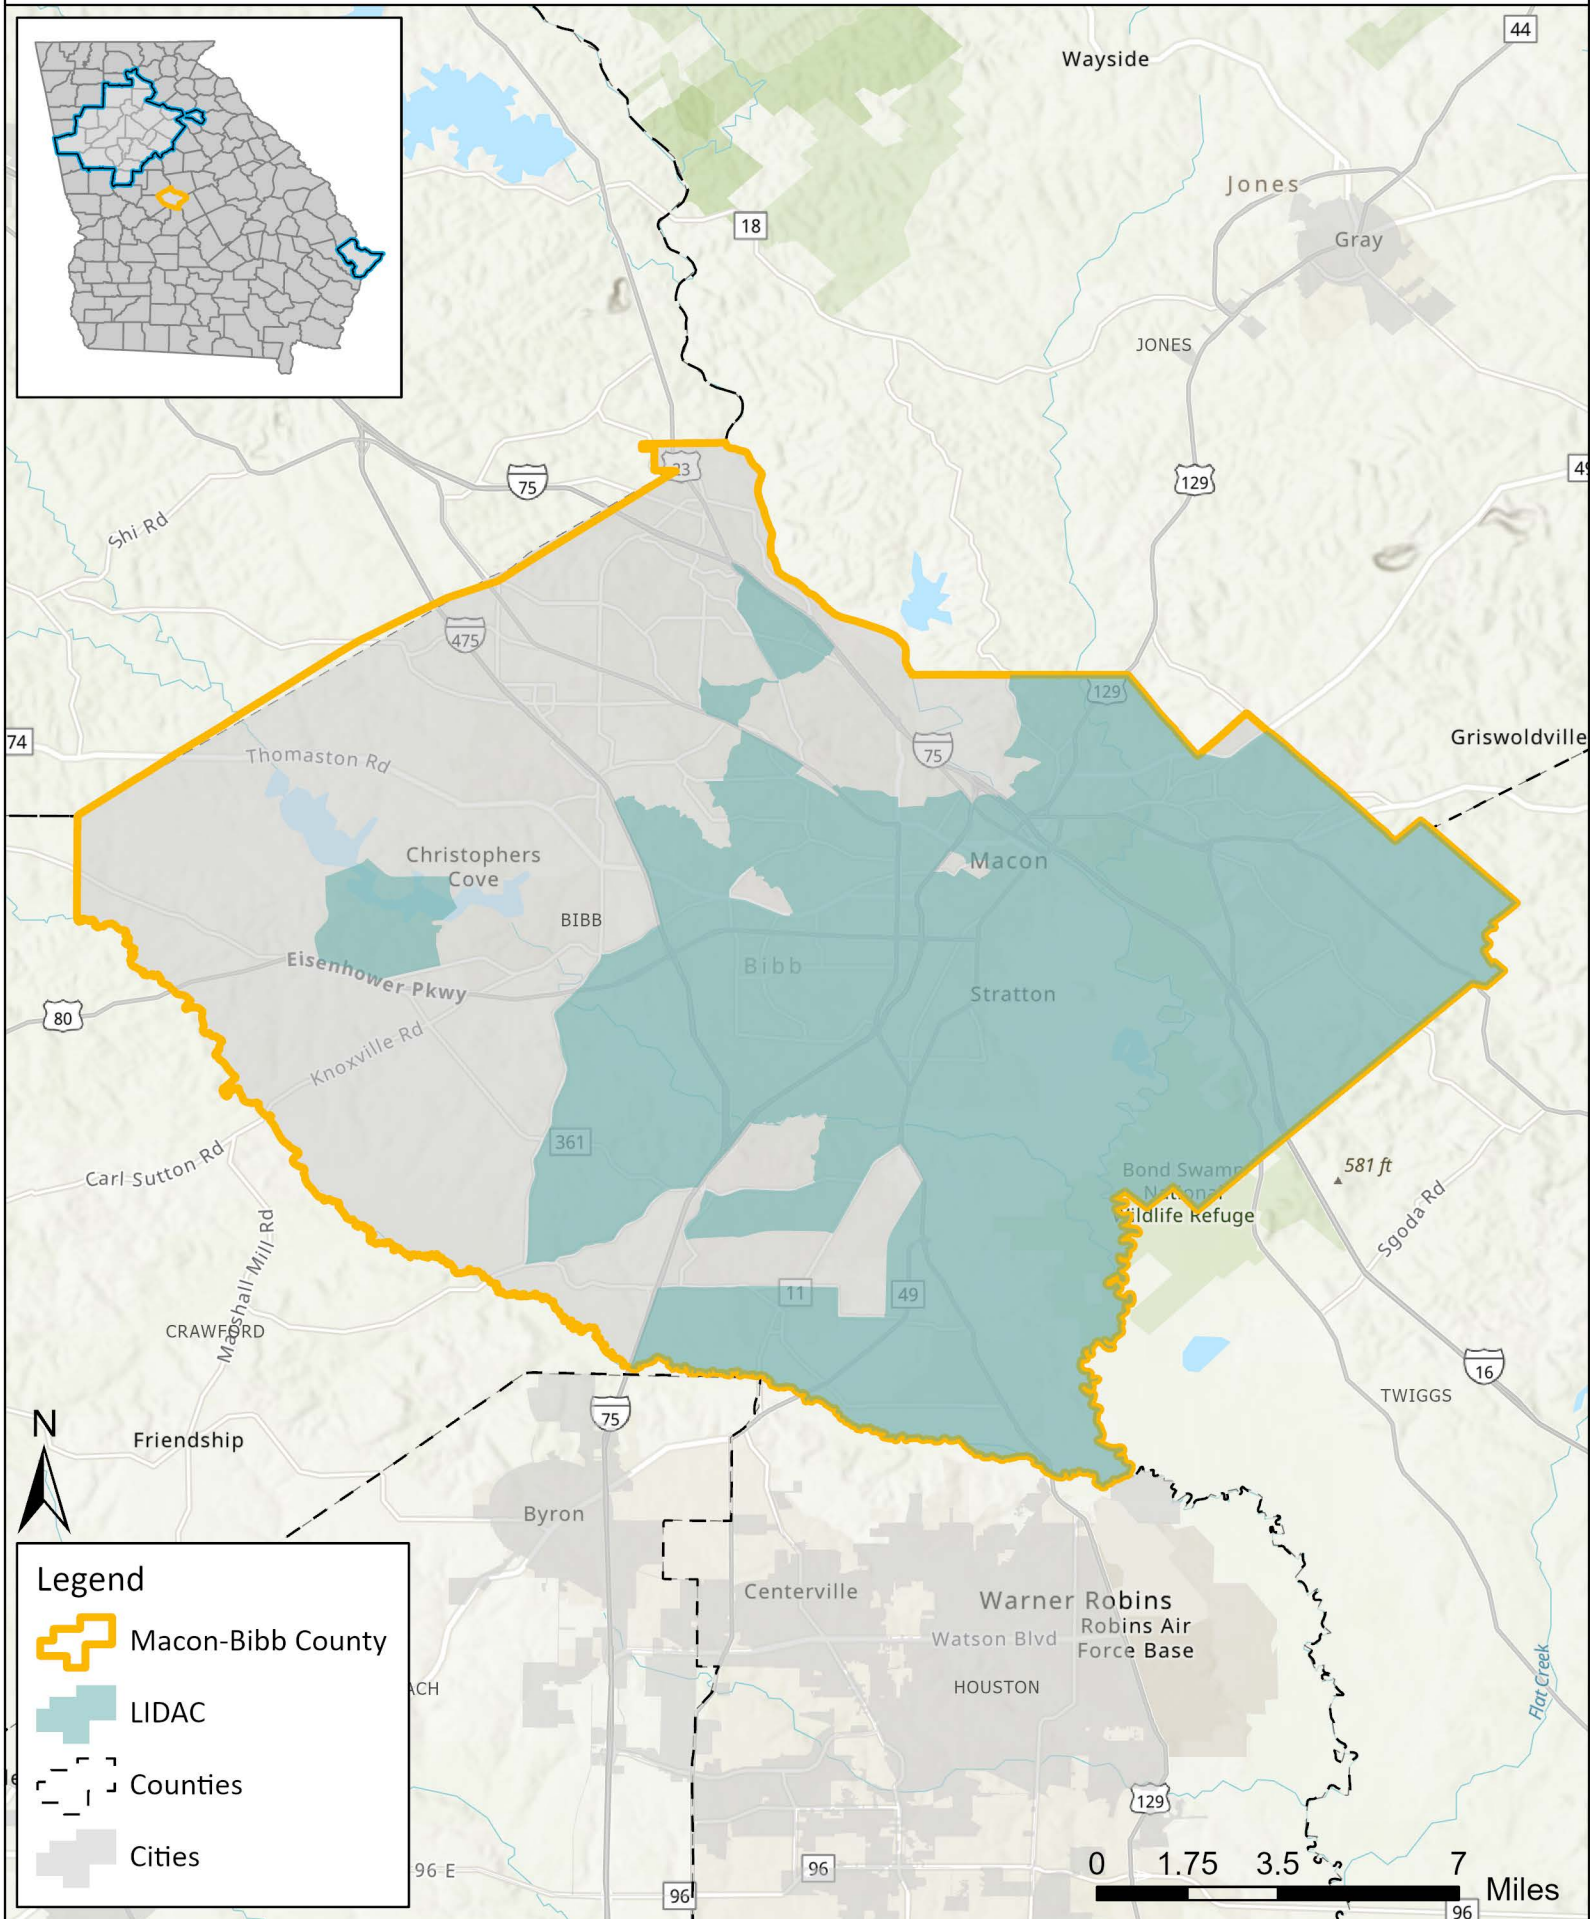 44
Wayside
Jones
18
Gray
JONES
23
75
129
Shi Rd
475
129
74
Thomaston Rd
75
Griswoldville
Christophers
Cove
Macon
BIBB
Bibb
Eisenhower Pkwy
Stratton
80
Knoxville Rd
361
Carl Sutton Rd
Bond Swamp
National
Wildlife Refuge
581 ft
Sgoda Rd
Marshall Mill Rd
11
49
CRAWFORD
16
TWIGGS
75
N
Friendship
Byron
Centerville
Warner Robins
Robins Air
Force Base
Watson Blvd
HOUSTON
ACH
Flat Creek
Legend
Macon-Bibb County
LIDAC
Counties
Cities
129
96 E
96
96
96
0 1.75 3.5 7
Miles